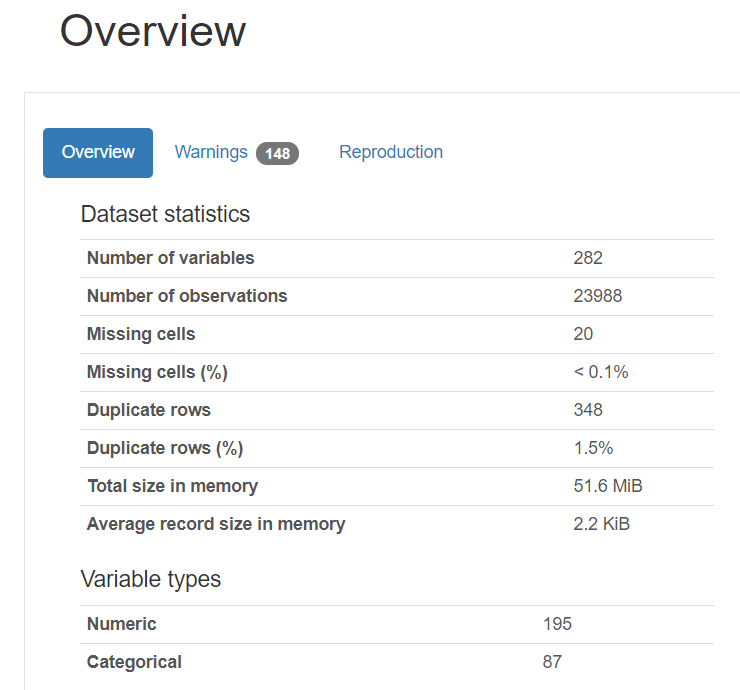 Overview
Overview Warnings 148 Reproduction
Dataset statistics
Number of variables 282
Number of observations 23988
Missing cells 20
Missing cells (%) < 0.1%
Duplicate rows 348
Duplicate rows (%) 1.5%
Total size in memory 51.6 MiB
Average record size in memory 2.2 KiB
Variable types
Numeric 195
Categorical 87